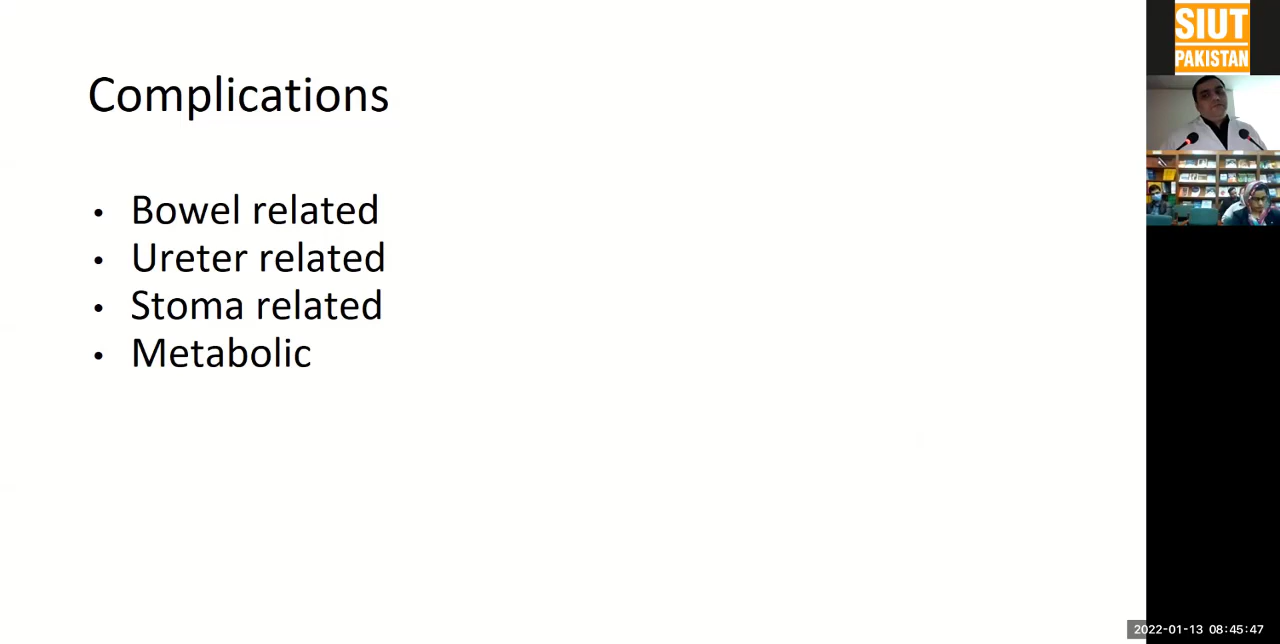 Complications
• Bowel related
• Ureter related
• Stoma related
• Metabolic
SIUT
PAKISTAN
2022-01-13 08:45:47